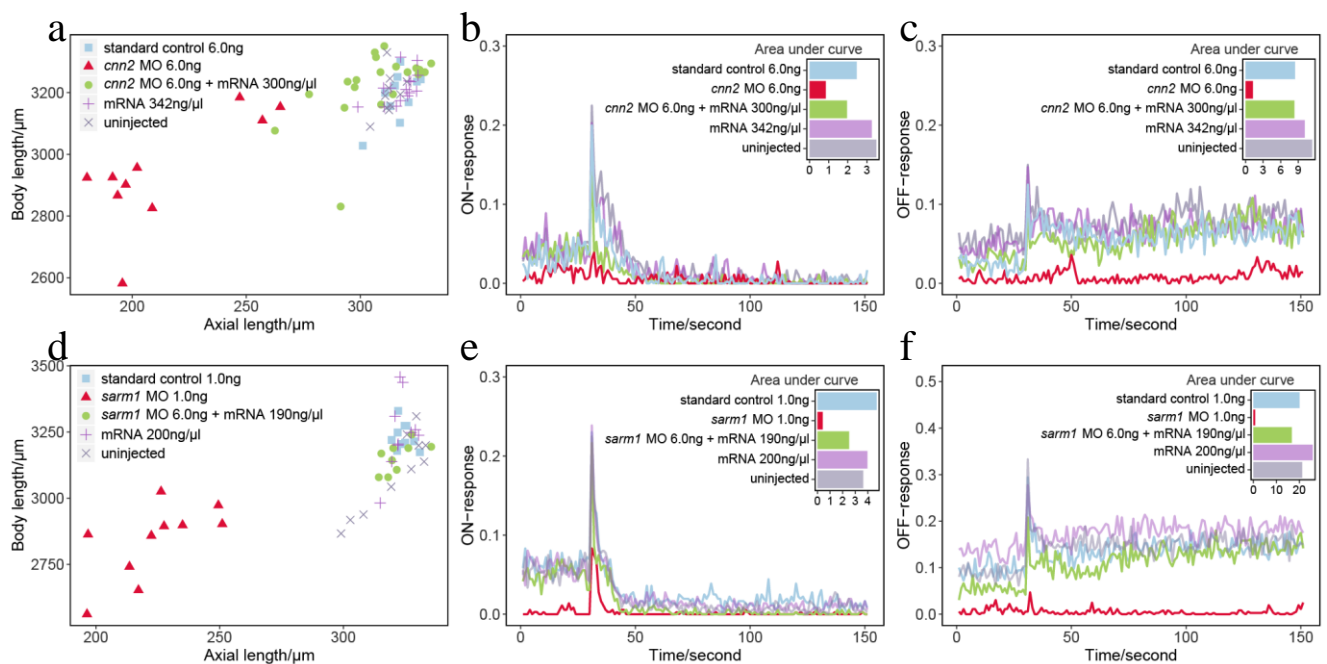 a
standard control 6.0ng
cnn2 MO 6.0ng
cnn2 MO 6.0ng + mRNA 300ng/µl
mRNA 342ng/µl
uninjected
Body length/µm
3200
3000
2800
2600
200
250
300
Axial length/µm
b
Area under curve
standard control 6.0ng
cnn2 MO 6.0ng
cnn2 MO 6.0ng + mRNA 300ng/µl
mRNA 342ng/µl
uninjected
0 1 2 3
ON−response
0.3
0.2
0.1
0.0
0
50
100
150
Time/second
c
Area under curve
standard control 6.0ng
cnn2 MO 6.0ng
cnn2 MO 6.0ng + mRNA 300ng/µl
mRNA 342ng/µl
uninjected
0 3 6 9
OFF−response
0.3
0.2
0.1
0.0
0
50
100
150
Time/second
d
standard control 1.0ng
sarm1 MO 1.0ng
sarm1 MO 6.0ng + mRNA 190ng/µl
mRNA 200ng/µl
uninjected
Body length/µm
3500
3250
3000
2750
200
300
Axial length/µm
e
Area under curve
standard control 1.0ng
sarm1 MO 1.0ng
sarm1 MO 6.0ng + mRNA 190ng/µl
mRNA 200ng/µl
uninjected
0 1 2 3 4
ON−response
0.3
0.2
0.1
0.0
0
50
100
150
Time/second
f
Area under curve
standard control 1.0ng
sarm1 MO 1.0ng
sarm1 MO 6.0ng + mRNA 190ng/µl
mRNA 200ng/µl
uninjected
0 10 20
OFF−response
0.5
0.4
0.3
0.2
0.1
0.0
0
50
100
150
Time/second